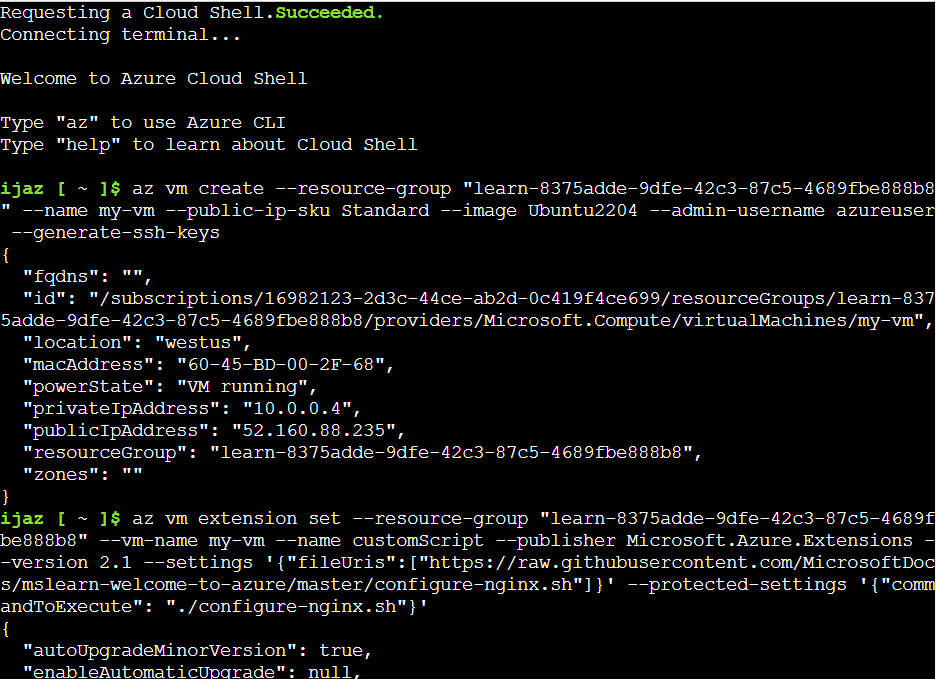 Requesting a Cloud Shell.Succeeded.
Connecting terminal...
Welcome to Azure Cloud Shell
Type "az" to use Azure CLI
Type "help" to learn about Cloud Shell
ijaz [ ~ ]$ az vm create --resource-group "learn-8375adde-9dfe-42c3-87c5-4689fbe888b8
" --name my-vm --public-ip-sku Standard --image Ubuntu2204 --admin-username azureuser
 --generate-ssh-keys
{
  "fqdns": "",
  "id": "/subscriptions/16982123-2d3c-44ce-ab2d-0c419f4ce699/resourceGroups/learn-837
5adde-9dfe-42c3-87c5-4689fbe888b8/providers/Microsoft.Compute/virtualMachines/my-vm",
  "location": "westus",
  "macAddress": "60-45-BD-00-2F-68",
  "powerState": "VM running",
  "privateIpAddress": "10.0.0.4",
  "publicIpAddress": "52.160.88.235",
  "resourceGroup": "learn-8375adde-9dfe-42c3-87c5-4689fbe888b8",
  "zones": ""
}
ijaz [ ~ ]$ az vm extension set --resource-group "learn-8375adde-9dfe-42c3-87c5-4689f
be888b8" --vm-name my-vm --name customScript --publisher Microsoft.Azure.Extensions -
-version 2.1 --settings '{"fileUris":["https://raw.githubusercontent.com/MicrosoftDoc
s/mslearn-welcome-to-azure/master/configure-nginx.sh"]}' --protected-settings '{"comm
andToExecute": "./configure-nginx.sh"}'
{
  "autoUpgradeMinorVersion": true,
  "enableAutomaticUpgrade": null,